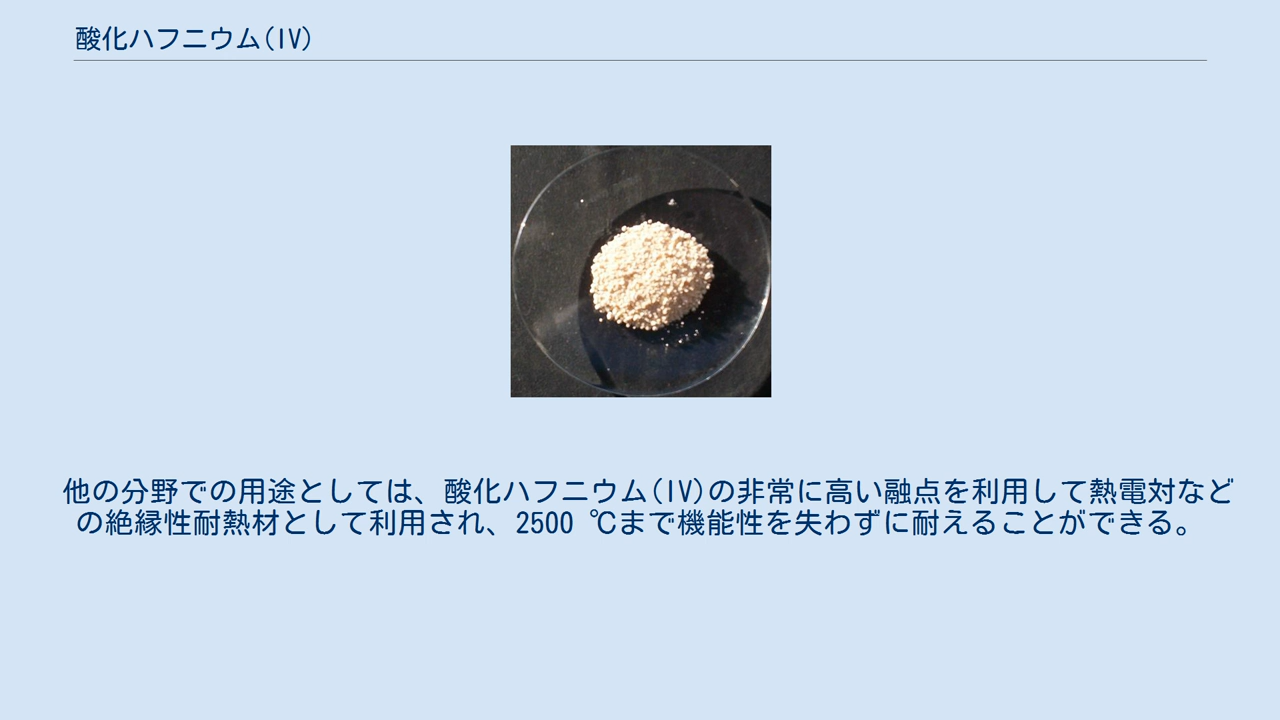 酸化ハフニウム(IV)
他の分野での用途としては、酸化ハフニウム(IV)の非常に高い融点を利用して熱電対など
の絶縁性耐熱材として利用され、2500 ℃まで機能性を失わずに耐えることができる。